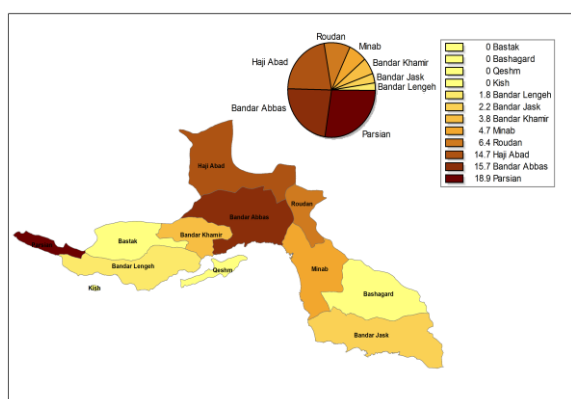 Roudan
Minab
Haji Abad
Bandar Khamir
Bandar Jask
Bandar Lengeh
Bandar Abbas
Parsian
0 Bastak
0 Bashagard
0 Qeshm
0 Kish
1.8 Bandar Lengeh
2.2 Bandar Jask
3.8 Bandar Khamir
4.7 Minab
6.4 Roudan
14.7 Haji Abad
15.7 Bandar Abbas
18.9 Parsian
Haji Abad
Roudan
Bandar Abbas
Bandar Khamir
Bastak
Bandar Lengeh
Qeshm
Minab
Kish
Bashagard
Bandar Jask